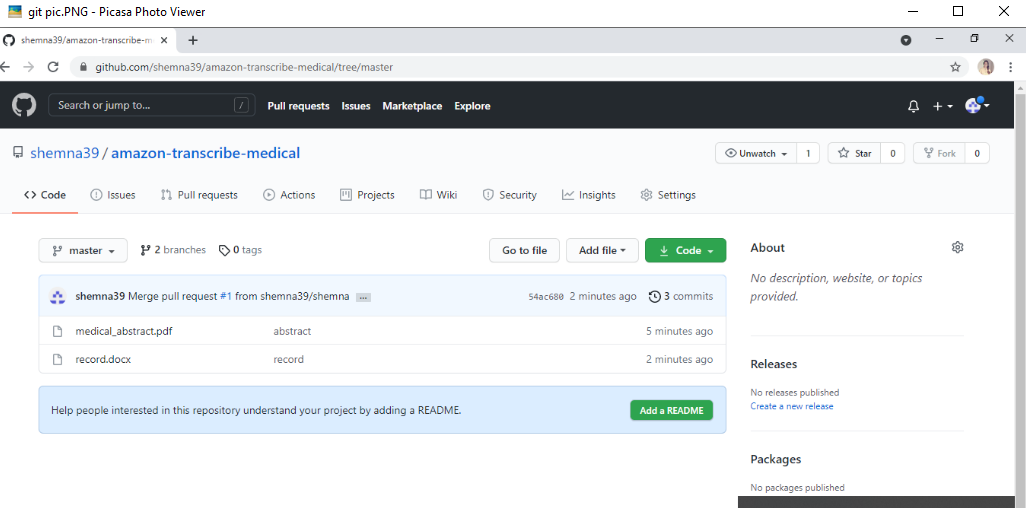 git pic.PNG - Picasa Photo Viewer
shemna39/amazon-transcribe-m
github.com/shemna39/amazon-transcribe-medical/tree/master
Search or jump to... / Pull requests Issues Marketplace Explore
shemna39 / amazon-transcribe-medical Unwatch 1 Star 0 Fork 0
Code Issues Pull requests Actions Projects Wiki Security Insights Settings
master 2 branches 0 tags Go to file Add file Code
shemna39 Merge pull request #1 from shemna39/shemna ... 54ac680 2 minutes ago 3 commits
medical_abstract.pdf abstract 5 minutes ago
record.docx record 2 minutes ago
Help people interested in this repository understand your project by adding a README. Add a README
About
No description, website, or topics
provided.
Releases
No releases published
Create a new release
Packages
No packages published